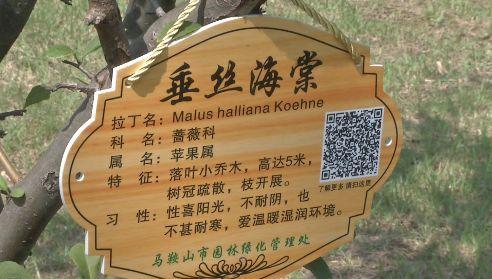 垂丝海棠
拉丁名：Malus halliana Koehne
科 名：蔷薇科
属 名：苹果属
特 征：落叶小乔木，高达5米，
树冠疏散，枝开展。
习 性：性喜阳光，不耐阴，也
不甚耐寒，爱温暖湿润环境。
了解更多 请扫这里
马鞍山市园林绿化管理处